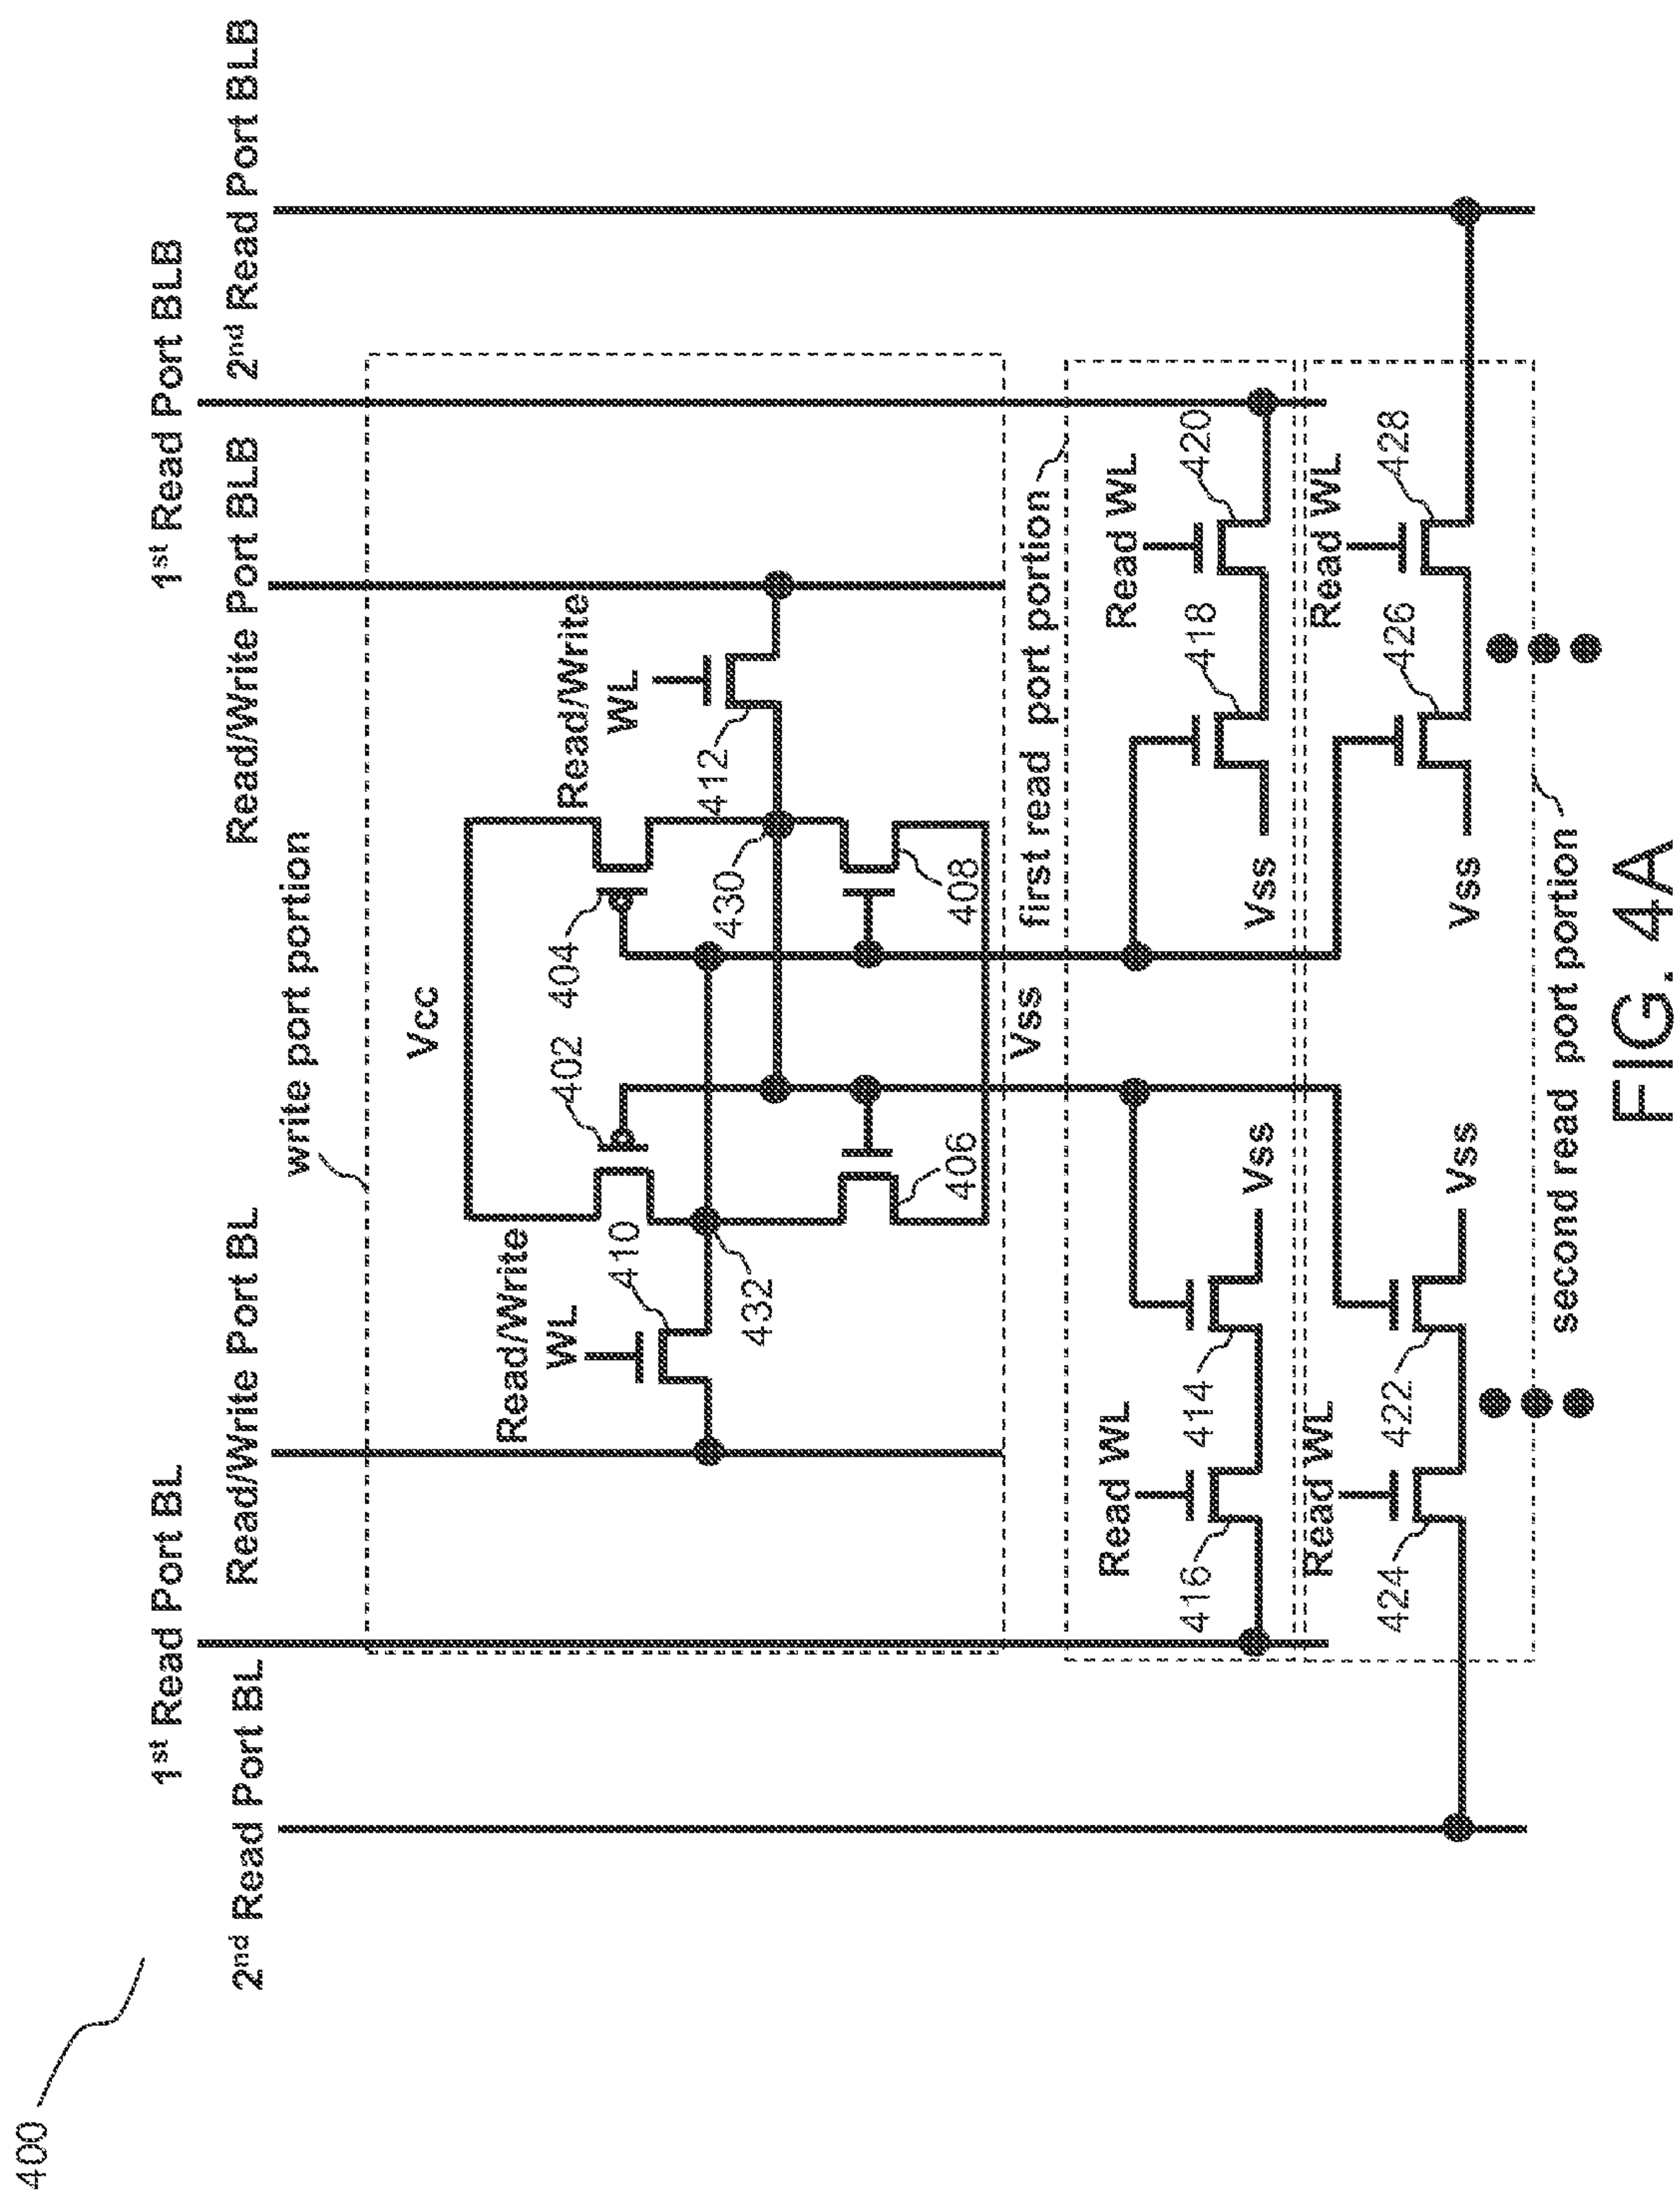 400
1st Read Port BL
1st Read Port BLB
2nd Read Port BL
Read/Write Port BL
Read/Write Port BLB
2nd Read Port BLB
write port portion
Vcc
Read/Write
WL
410
402
404
Read/Write
WL
412
432
430
406
408
Vss
first read port portion
Read WL
Read WL
416
414
Vss
Vss
418
420
Read WL
Read WL
424
422
Vss
Vss
426
428
second read port portion
FIG. 4A